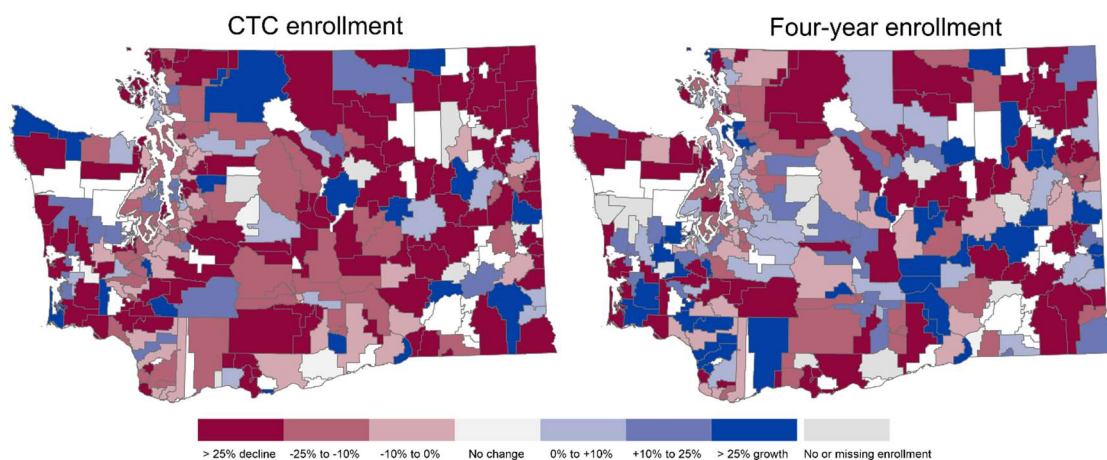 CTC enrollment
Four-year enrollment
> 25% decline
-25% to -10%
-10% to 0%
No change
0% to +10%
+10% to 25%
> 25% growth
No or missing enrollment